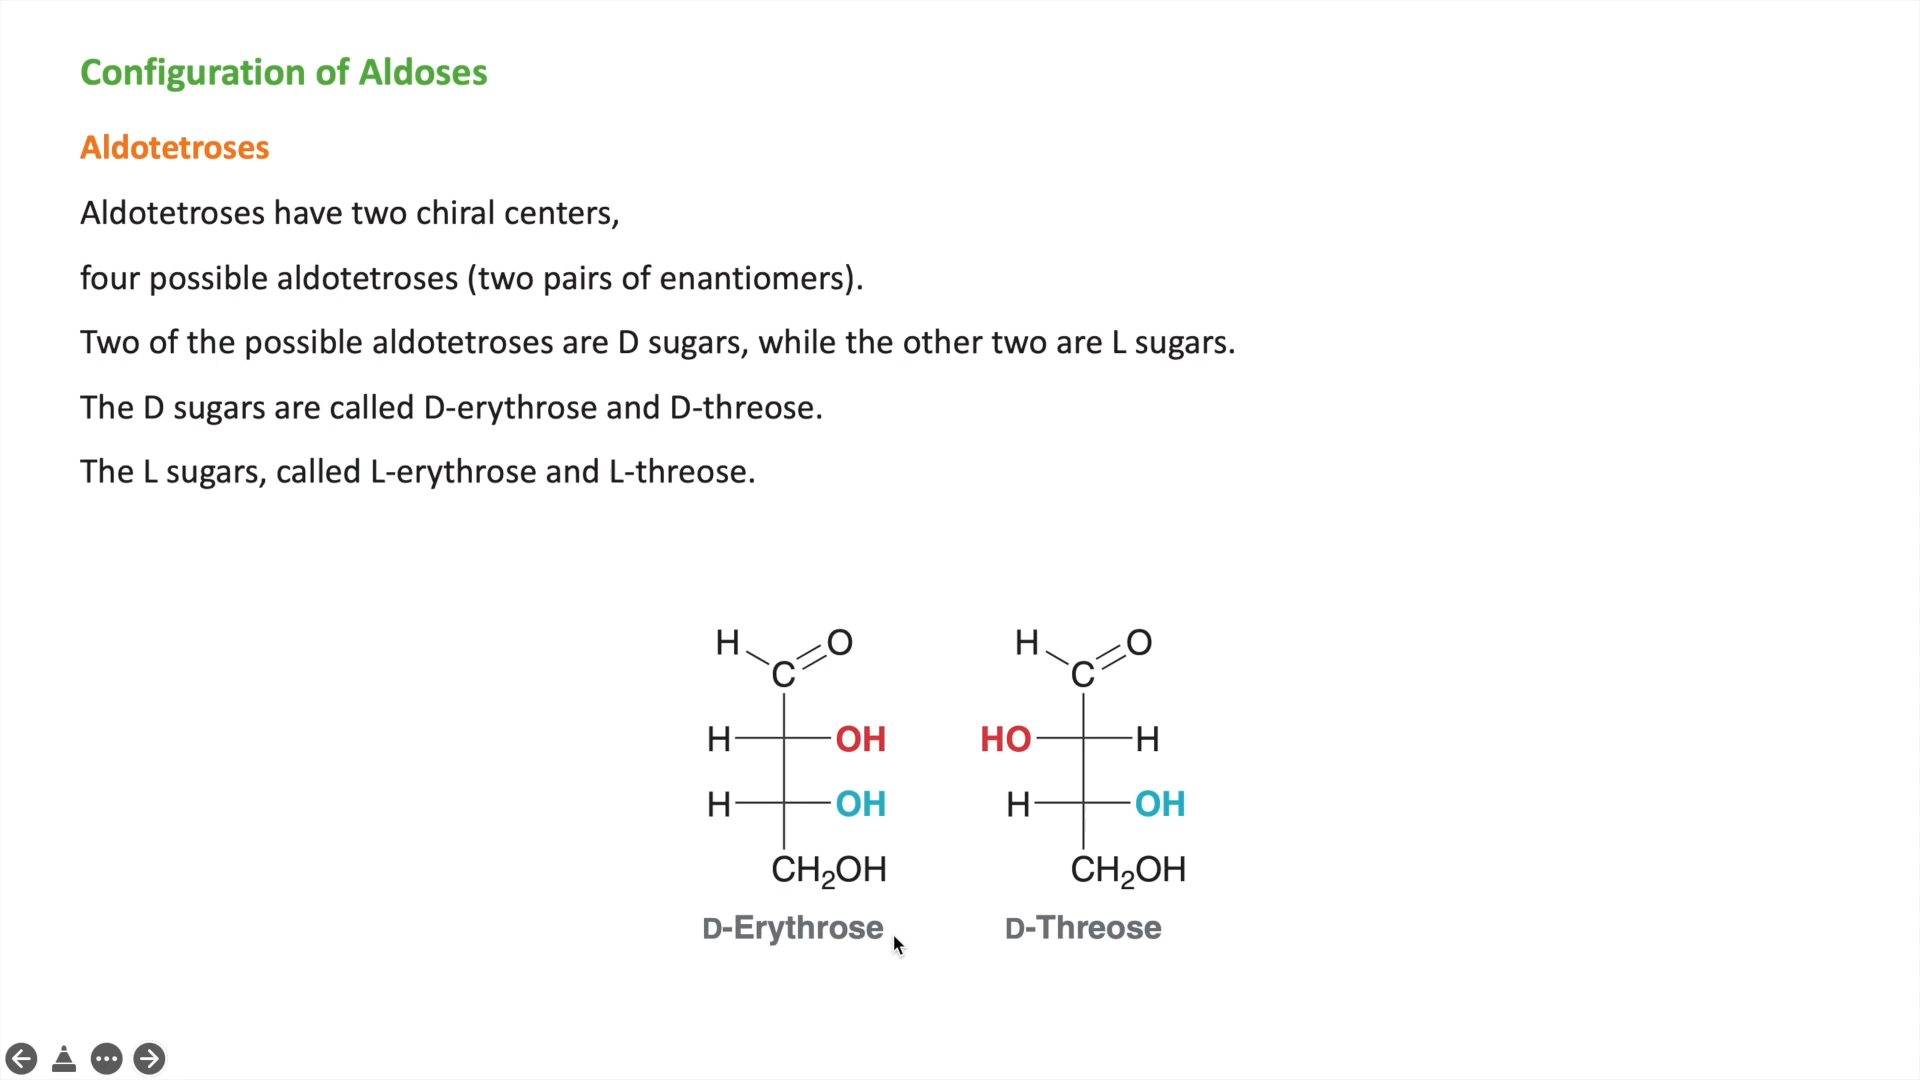 Configuration of Aldoses
Aldotetroses
Aldotetroses have two chiral centers,
four possible aldotetroses (two pairs of enantiomers).
Two of the possible aldotetroses are D sugars, while the other two are L sugars.
The D sugars are called D-erythrose and D-threose.
The L sugars, called L-erythrose and L-threose.
H O
C
H OH
H OH
CH₂OH
D-Erythrose
H O
C
HO H
H OH
CH₂OH
D-Threose